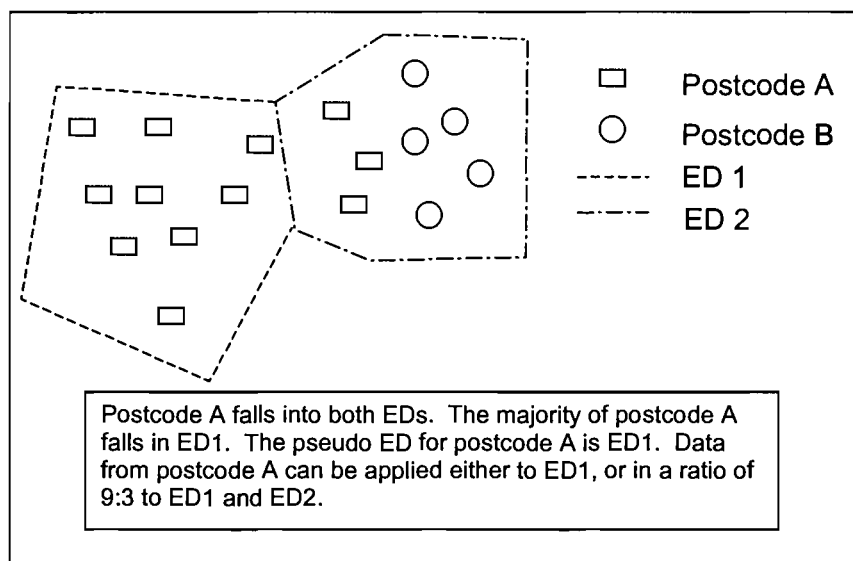 Postcode A
Postcode B
ED 1
ED 2
Postcode A falls into both EDs. The majority of postcode A
falls in ED1. The pseudo ED for postcode A is ED1. Data
from postcode A can be applied either to ED1, or in a ratio of
9:3 to ED1 and ED2.